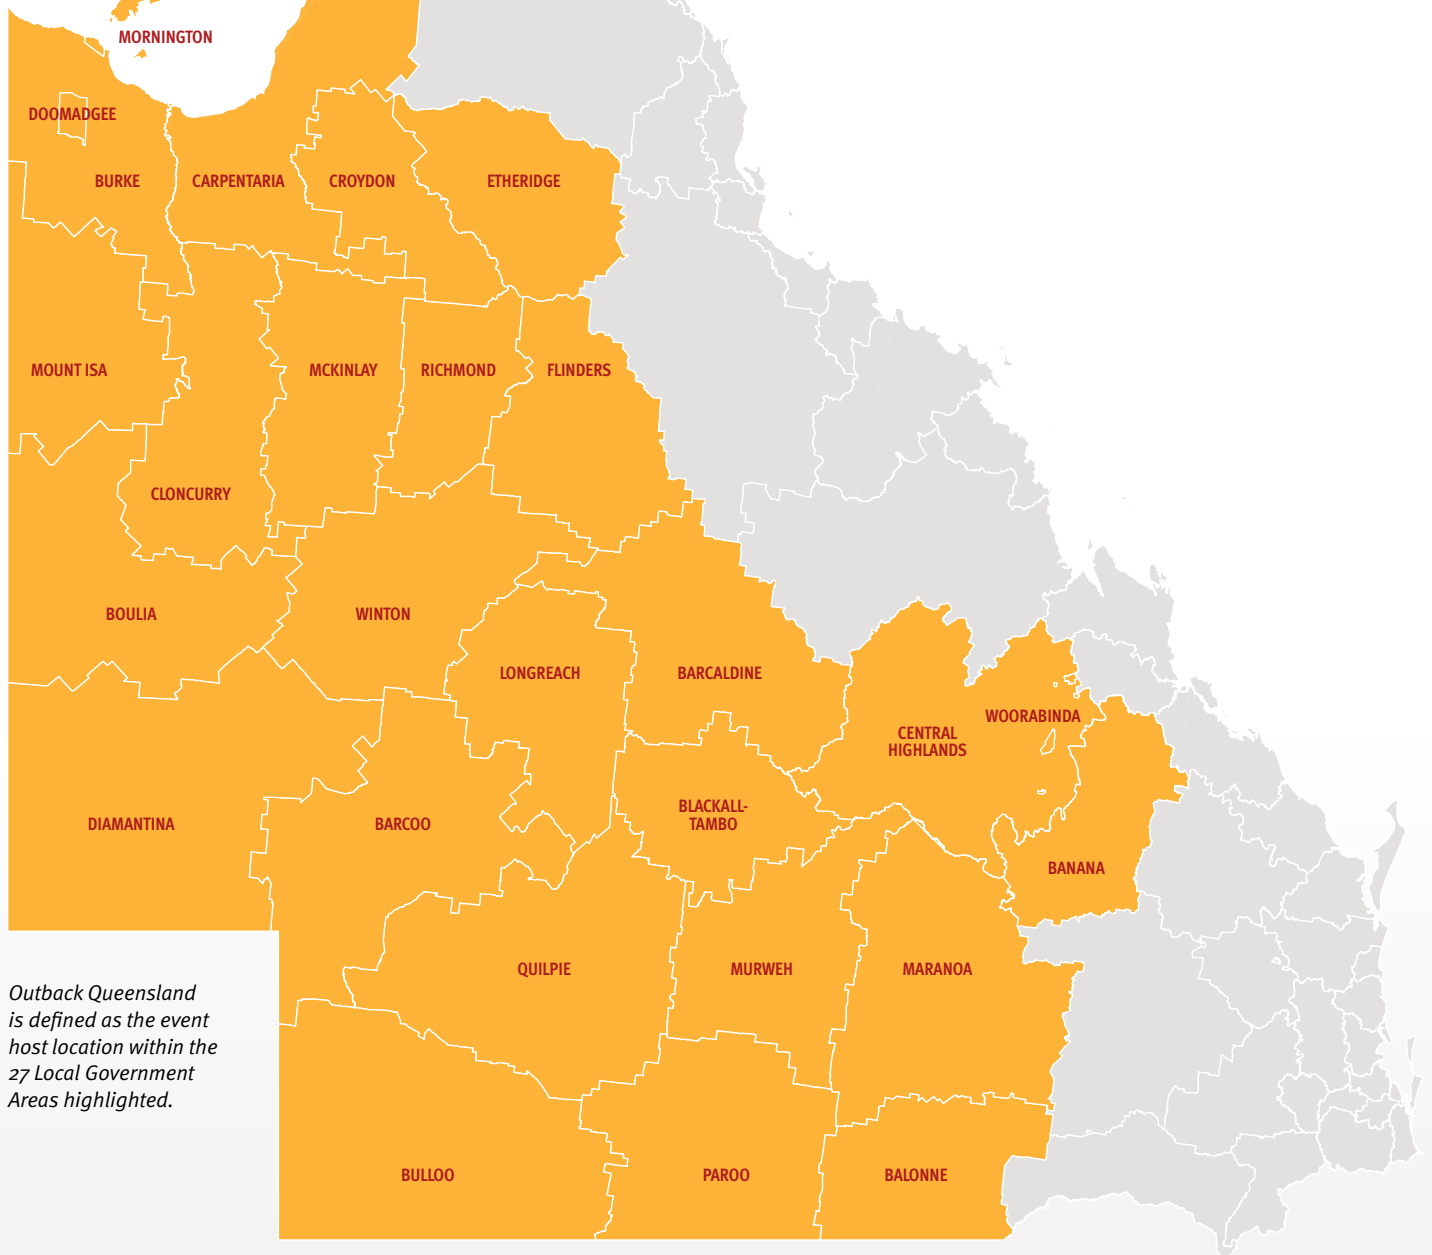 MORNINGTON
DOOMADGEE
BURKE
CARPENTARIA
CROYDON
ETHERIDGE
MOUNT ISA
MCKINLAY
RICHMOND
FLINDERS
CLONCURRY
BOULIA
WINTON
LONGREACH
BARCALDINE
WOORABINDA
CENTRAL
HIGHLANDS
DIAMANTINA
BARCOO
BLACKALL-
TAMBO
BANANA
QUILPIE
MURWEH
MARANOA
Outback Queensland
is defined as the event
host location within the
27 Local Government
Areas highlighted.
BULLOO
PAROO
BALONNE